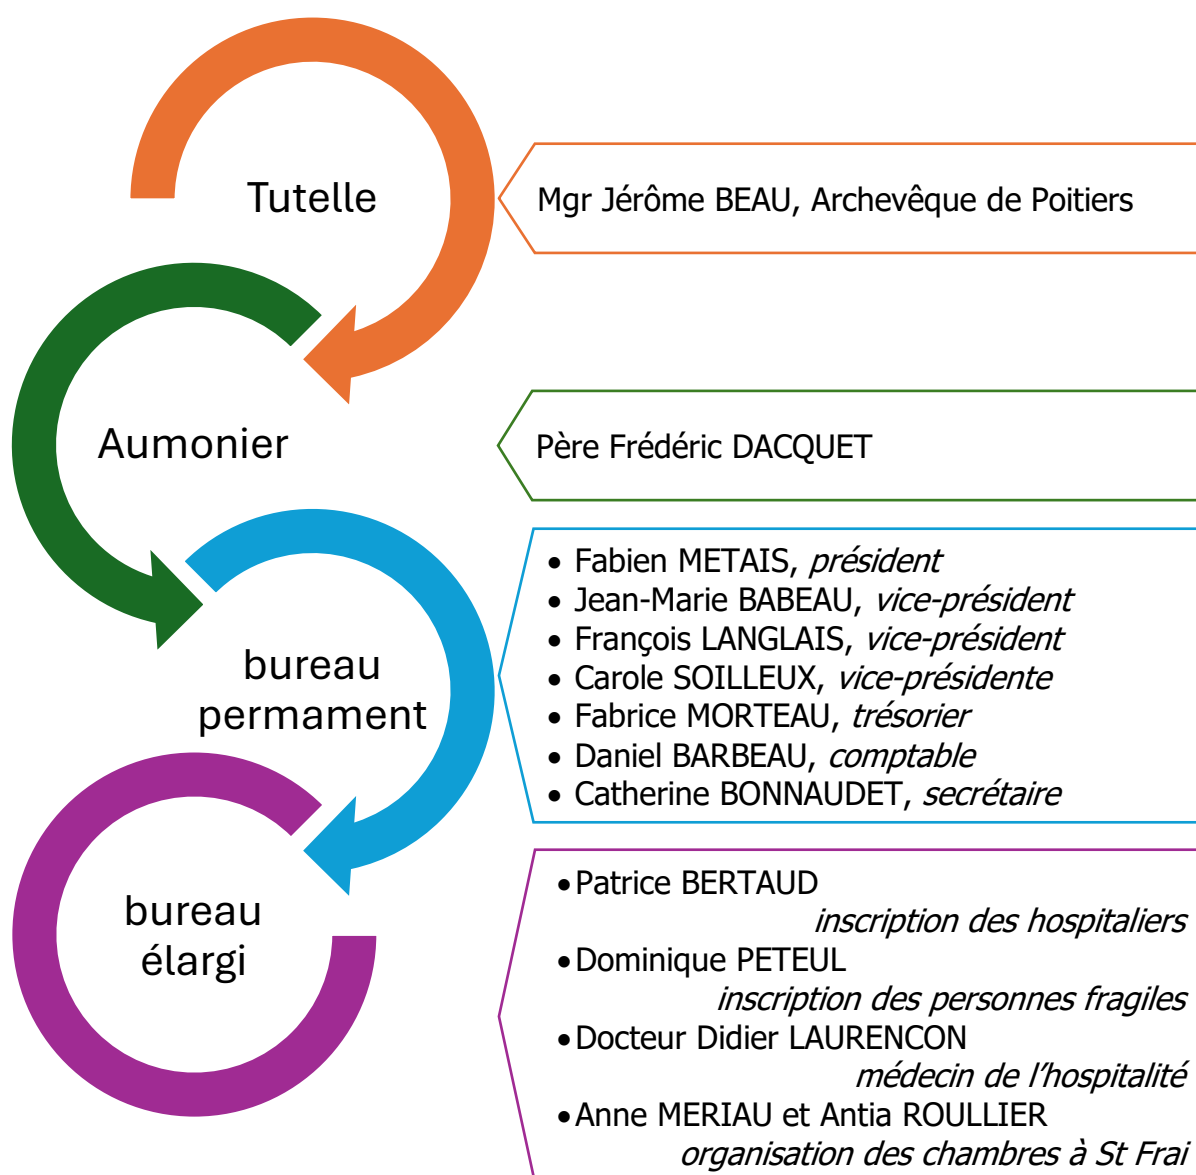 Tutelle
Mgr Jérôme BEAU, Archevêque de Poitiers
Aumonier
Père Frédéric DACQUET
bureau
permament
• Fabien METAIS, président
• Jean-Marie BABEAU, vice-président
• François LANGLAIS, vice-président
• Carole SOILLEUX, vice-présidente
• Fabrice MORTEAU, trésorier
• Daniel BARBEAU, comptable
• Catherine BONNAUDET, secrétaire
bureau
élargi
• Patrice BERTAUD
inscription des hospitaliers
• Dominique PETEUL
inscription des personnes fragiles
• Docteur Didier LAURENCON
médecin de l'hospitalité
• Anne MERIAU et Antia ROULLIER
organisation des chambres à St Frai